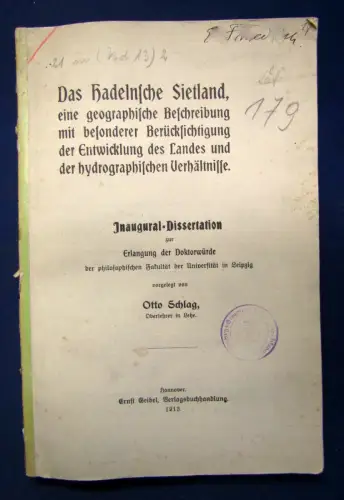 179
Das Hadelnsche Sietland,
eine geographische Beschreibung
mit besonderer Berücksichtigung
der Entwicklung des Landes und
der hydrographischen Verhältnisse.
Inaugural-Dissertation
zur
Erlangung der Doktorwürde
der philosophischen Fakultät der Universität in Leipzig
vorgelegt von
Otto Schlag,
Oberlehrer in Lehe.
Hannover.
Ernst Geibel, Verlagsbuchhandlung.
1913